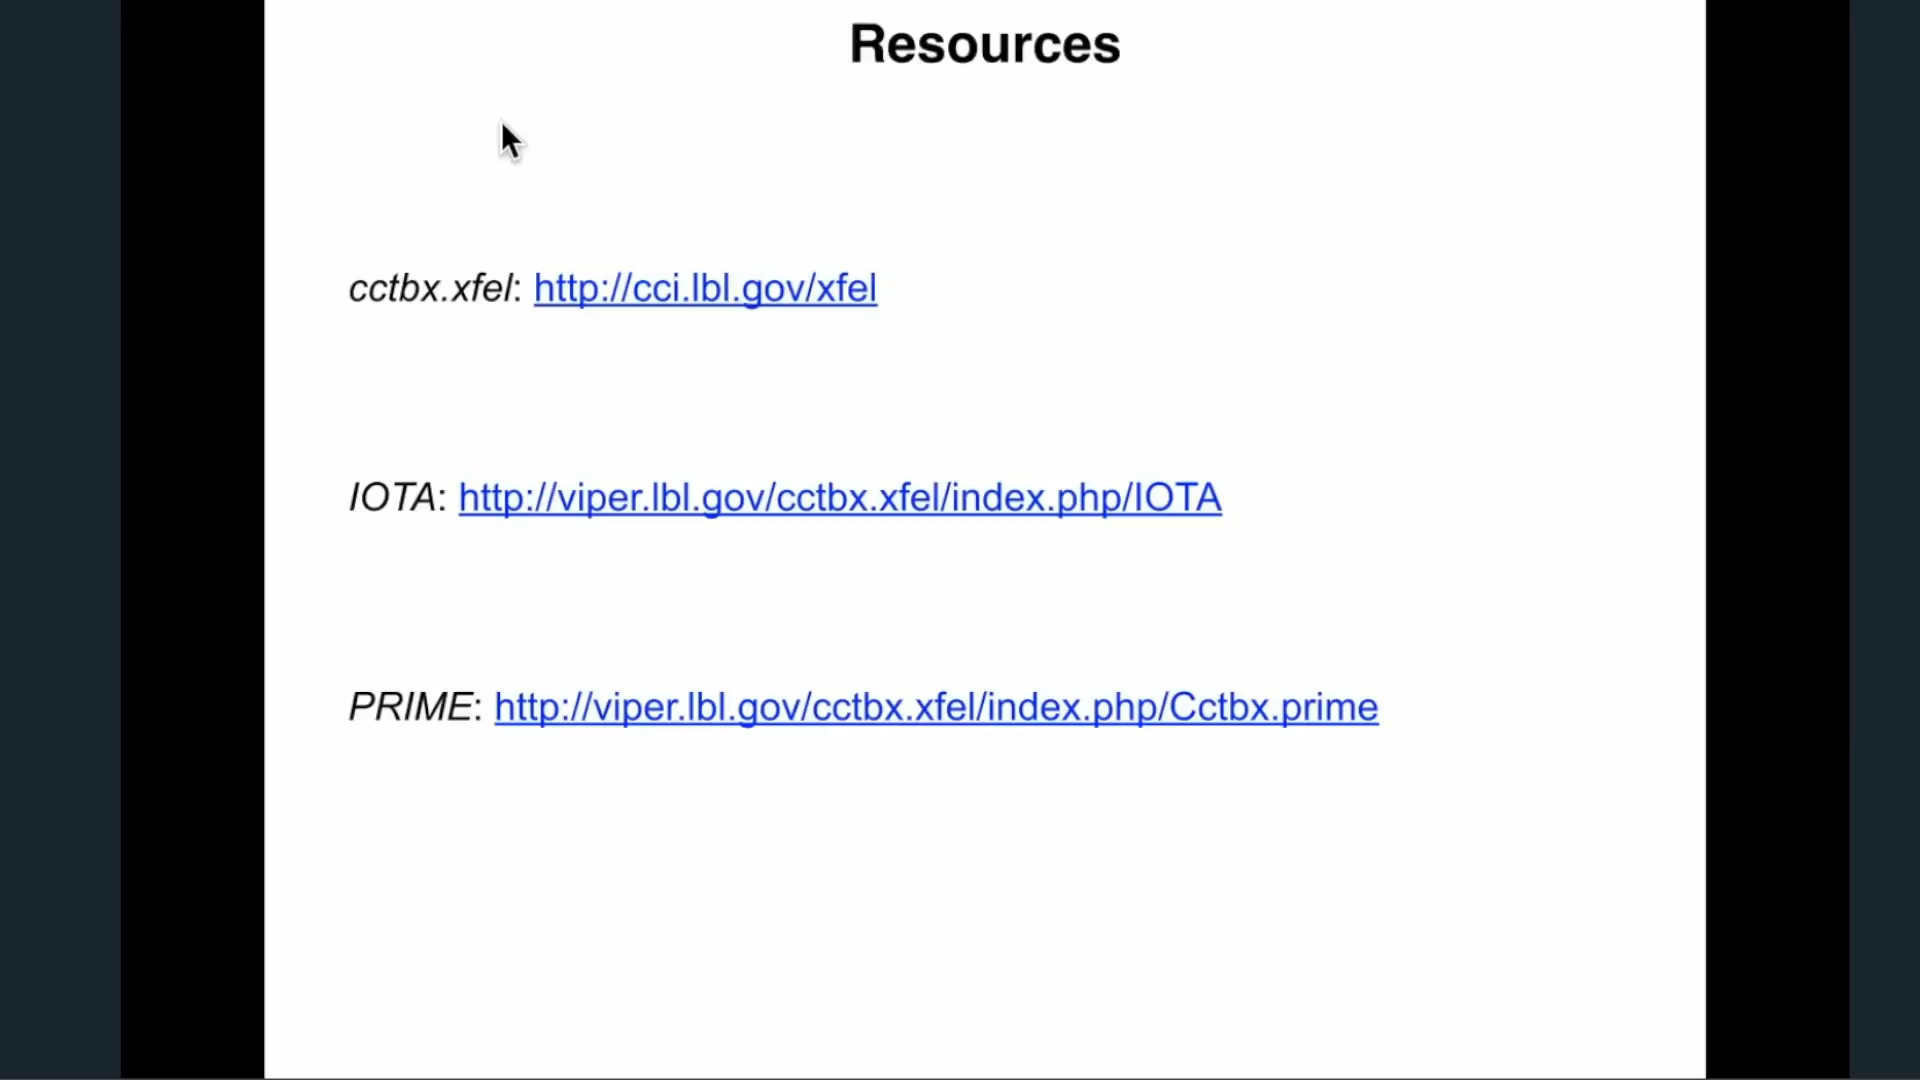 Resources
cctbx.xfel: http://cci.lbl.gov/xfel
IOTA: http://viper.lbl.gov/cctbx.xfel/index.php/IOTA
PRIME: http://viper.lbl.gov/cctbx.xfel/index.php/Cctbx.prime